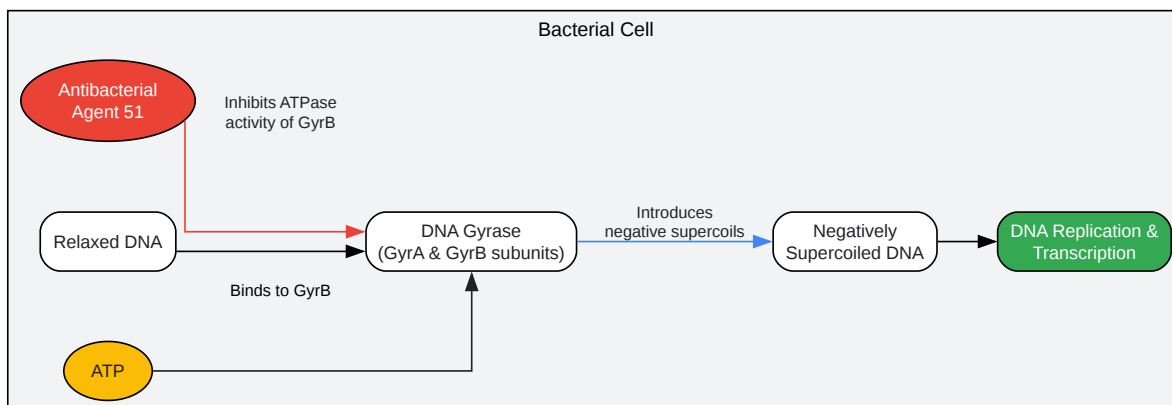 Bacterial Cell
Antibacterial
Agent 51
Inhibits ATPase
activity of GyrB
Relaxed DNA
DNA Gyrase
(GyrA & GyrB subunits)
Introduces
negative supercoils
Negatively
Supercoiled DNA
DNA Replication &
Transcription
Binds to GyrB
ATP